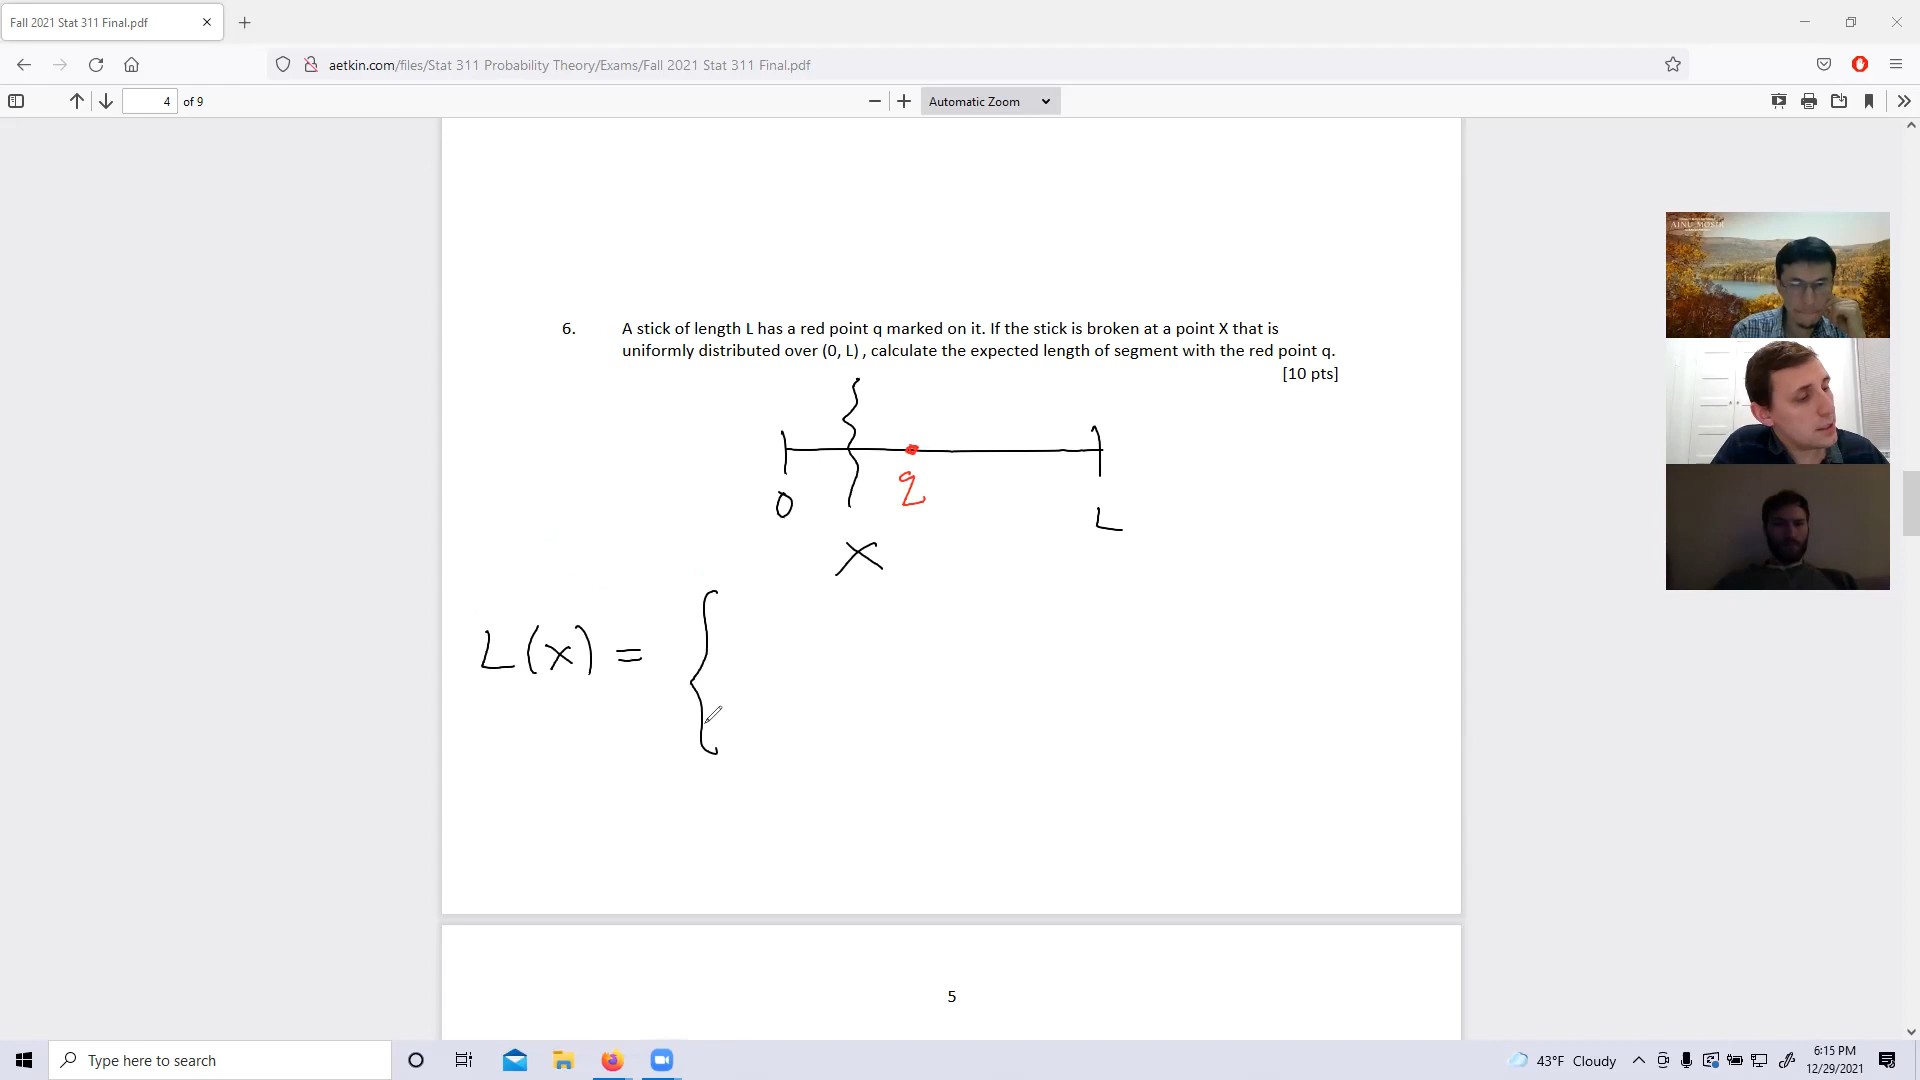 Fall 2021 Stat 311 Final.pdf
aetkin.com/files/Stat 311 Probability Theory/Exams/Fall 2021 Stat 311 Final.pdf
4 of 9
Automatic Zoom
AINU MOSIR
6. A stick of length L has a red point q marked on it. If the stick is broken at a point X that is
uniformly distributed over (0, L) , calculate the expected length of segment with the red point q.
[10 pts]
0 q L
X
L(x) = {
5
Type here to search
43°F Cloudy
6:15 PM
12/29/2021